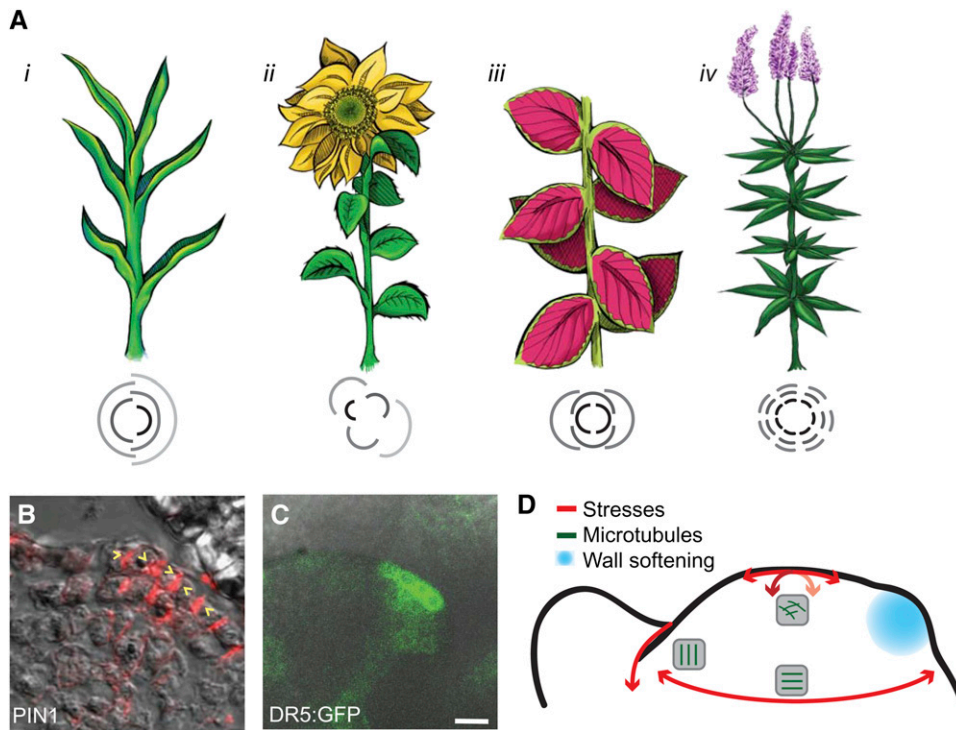 A
i
ii
iii
iv
B
PIN1
C
DR5:GFP
D
Stresses
Microtubules
Wall softening